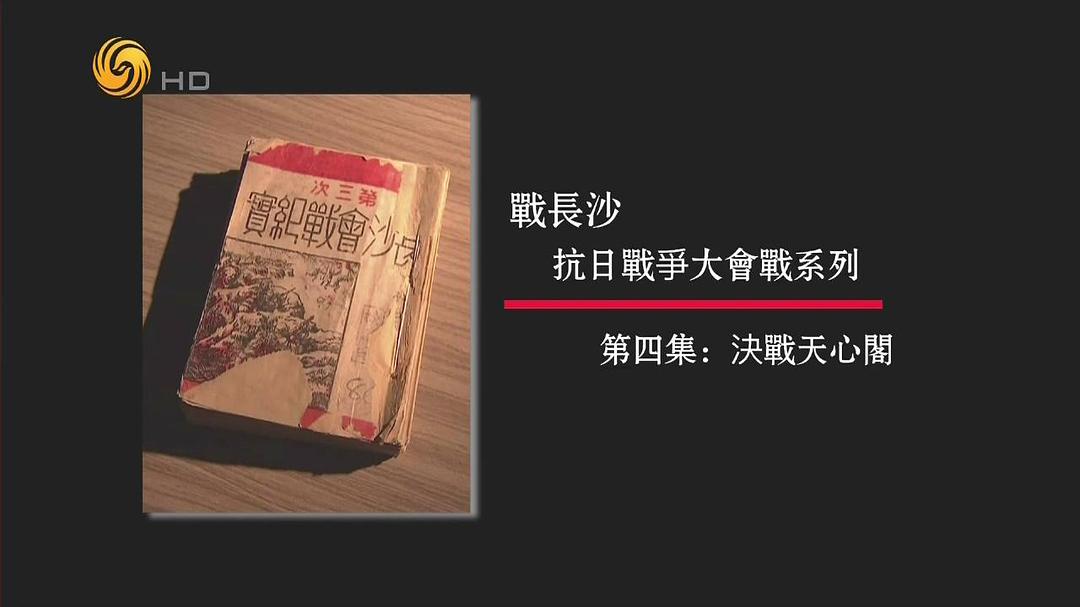 HD
第三次
長沙會戰紀實
戰長沙
抗日戰爭大會戰系列
第四集：決戰天心閣